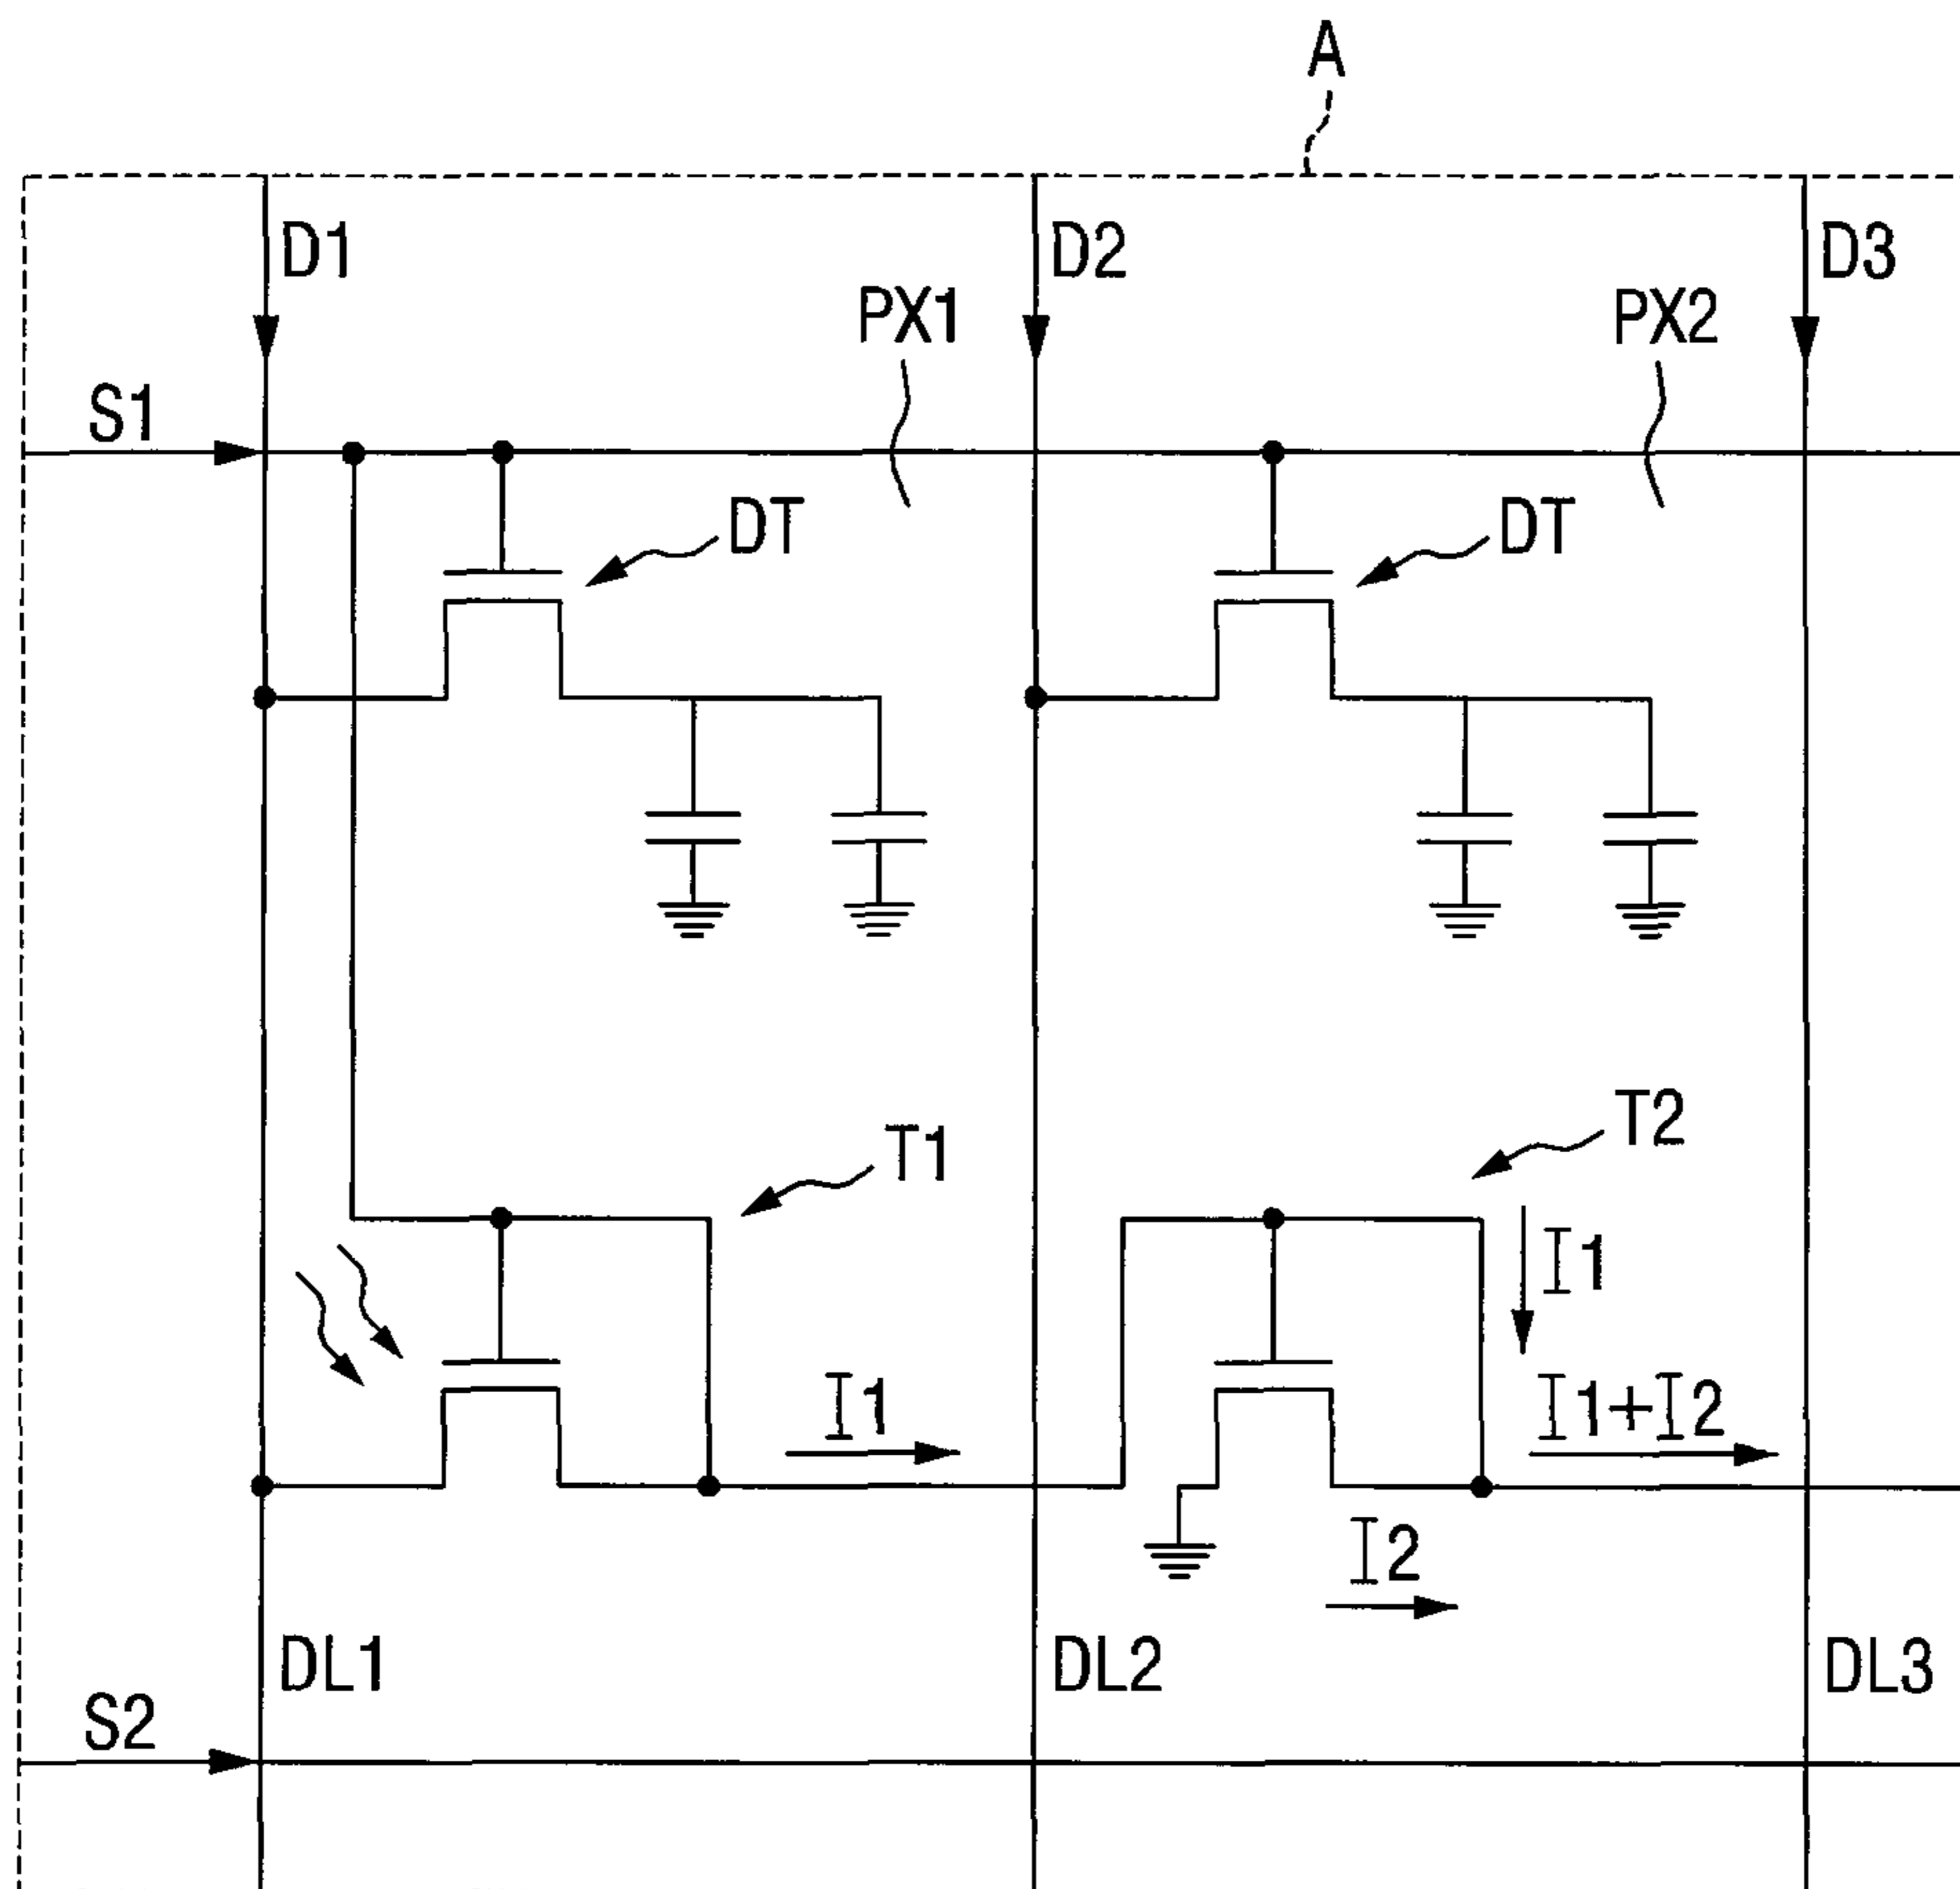 A
D1
D2
D3
PX1
PX2
S1
DT
DT
T1
T2
I1
I1
I1+I2
I2
DL1
DL2
DL3
S2